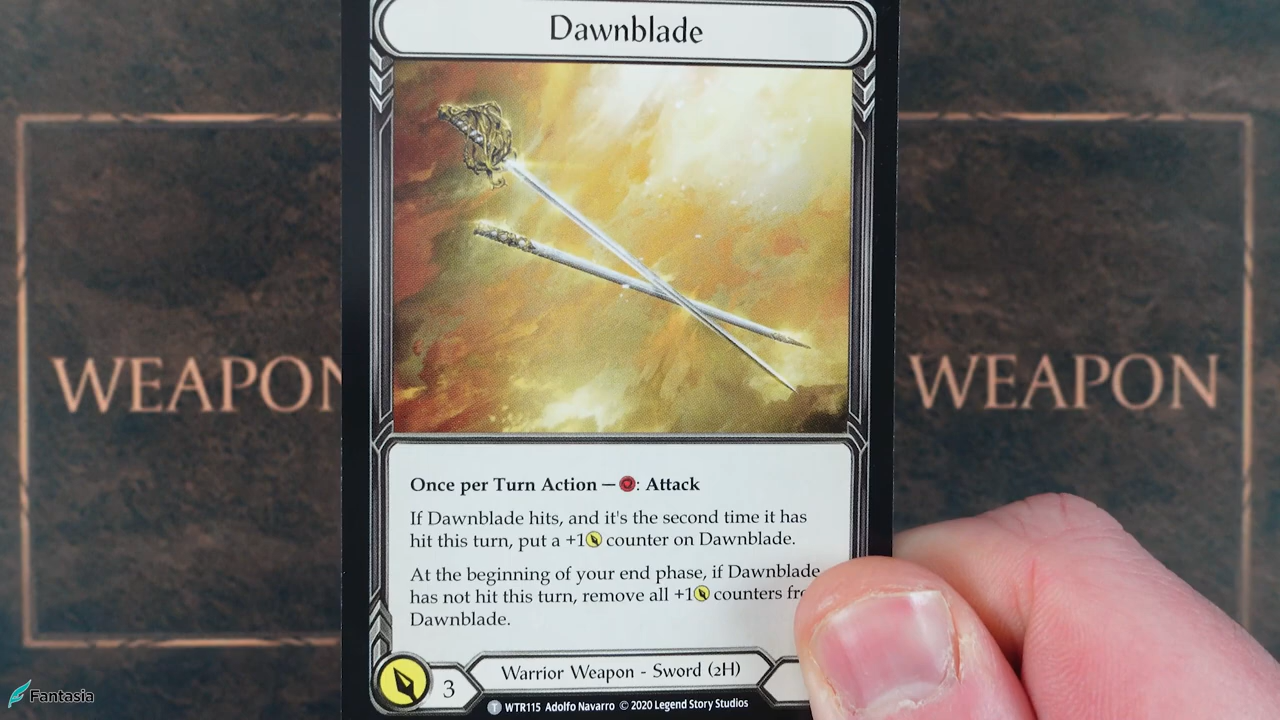 Dawnblade
WEAPON
WEAPON
Once per Turn Action — : Attack
If Dawnblade hits, and it's the second time it has
hit this turn, put a +1 counter on Dawnblade.
At the beginning of your end phase, if Dawnblade
has not hit this turn, remove all +1 counters
Dawnblade.
3
Warrior Weapon - Sword (2H)
T WTR115 Adolfo Navarro © 2020 Legend Story Studios
Fantasia